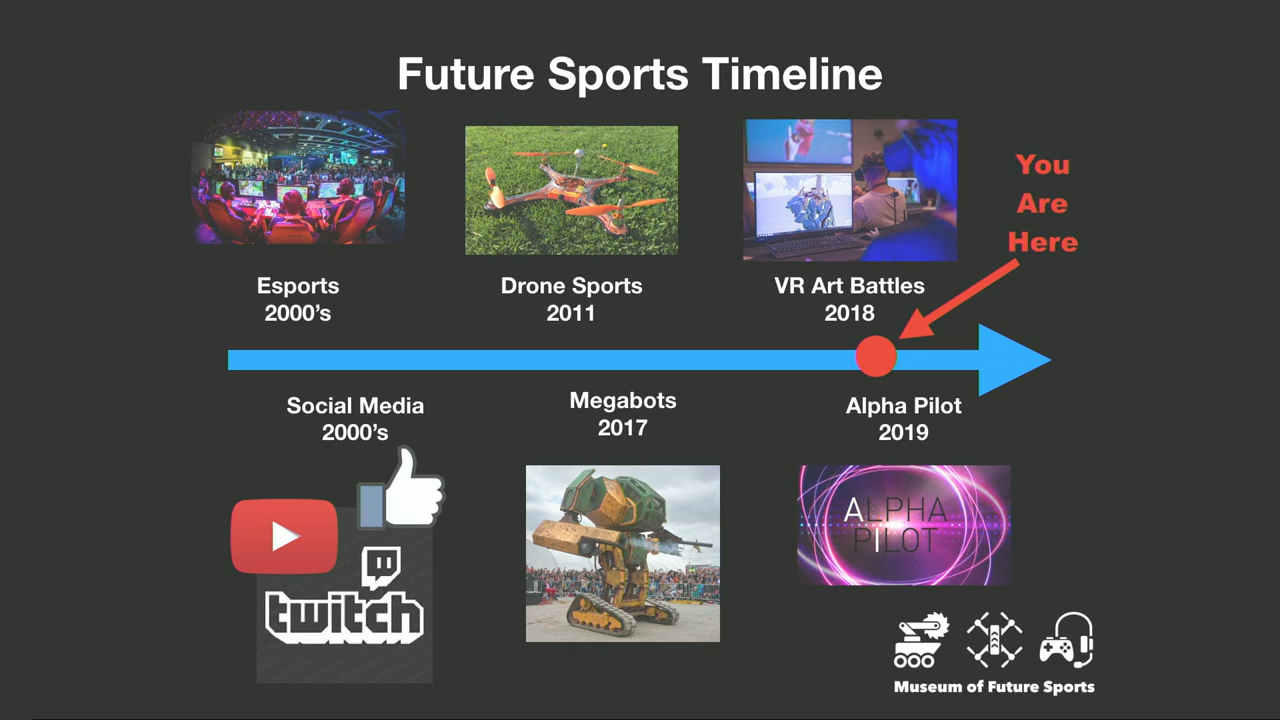 Future Sports Timeline
You
Are
Here
Esports
2000's
Drone Sports
2011
VR Art Battles
2018
Social Media
2000's
Megabots
2017
Alpha Pilot
2019
twitch
ALPHA
PILOT
Museum of Future Sports